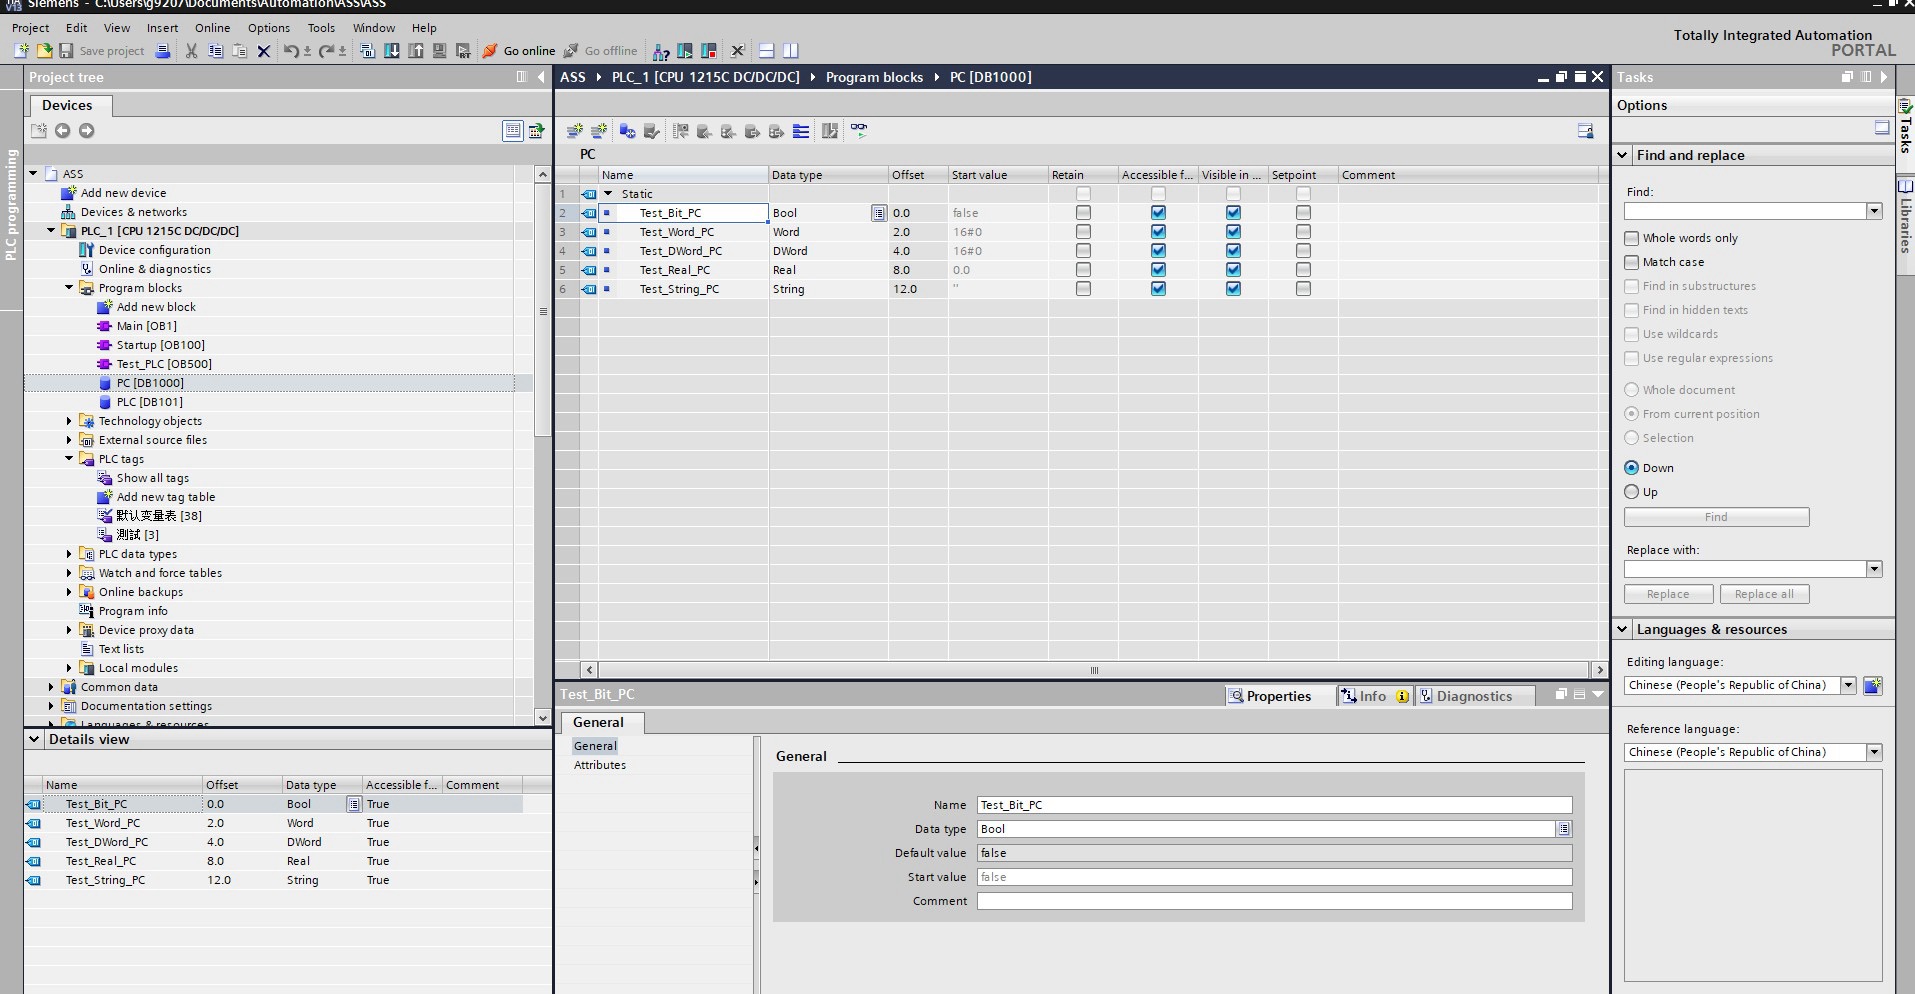 Siemens - C:\Users\g9207\Documents\Automation\ASS\ASS
Project Edit View Insert Online Options Tools Window Help
Save project Go online Go offline
Totally Integrated Automation
PORTAL
PLC programming
Project tree
Devices
ASS
Add new device
Devices & networks
PLC_1 [CPU 1215C DC/DC/DC]
Device configuration
Online & diagnostics
Program blocks
Add new block
Main [OB1]
Startup [OB100]
Test_PLC [OB500]
PC [DB1000]
PLC [DB101]
Technology objects
External source files
PLC tags
Show all tags
Add new tag table
默认变量表 [38]
測試 [3]
PLC data types
Watch and force tables
Online backups
Program info
Device proxy data
Text lists
Local modules
Common data
Documentation settings
Languages & resources
Details view
Name Offset Data type Accessible f... Comment
Test_Bit_PC 0.0 Bool True
Test_Word_PC 2.0 Word True
Test_DWord_PC 4.0 DWord True
Test_Real_PC 8.0 Real True
Test_String_PC 12.0 String True
ASS PLC_1 [CPU 1215C DC/DC/DC] Program blocks PC [DB1000]
PC
Name Data type Offset Start value Retain Accessible f... Visible in ... Setpoint Comment
1 Static
2 Test_Bit_PC Bool 0.0 false
3 Test_Word_PC Word 2.0 16#0
4 Test_DWord_PC DWord 4.0 16#0
5 Test_Real_PC Real 8.0 0.0
6 Test_String_PC String 12.0 ''
Test_Bit_PC
Properties Info Diagnostics
General
General
Attributes
General
Name Test_Bit_PC
Data type Bool
Default value false
Start value false
Comment
Tasks
Options
Find and replace
Find:
Whole words only
Match case
Find in substructures
Find in hidden texts
Use wildcards
Use regular expressions
Whole document
From current position
Selection
Down
Up
Find
Replace with:
Replace Replace all
Languages & resources
Editing language:
Chinese (People's Republic of China)
Reference language:
Chinese (People's Republic of China)
Tasks
Libraries